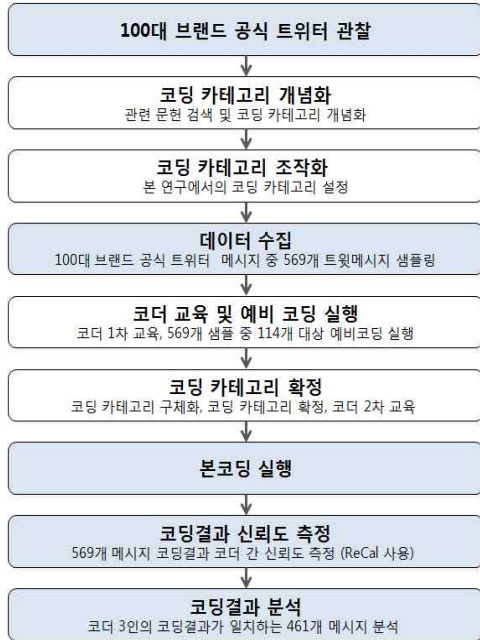 100대 브랜드 공식 트위터 관찰
코딩 카테고리 개념화
관련 문헌 검색 및 코딩 카테고리 개념화
코딩 카테고리 조작화
본 연구에서의 코딩 카테고리 설정
데이터 수집
100대 브랜드 공식 트위터 메시지 중 569개 트윗메시지 샘플링
코더 교육 및 예비 코딩 실행
코더 1차 교육, 569개 샘플 중 114개 대상 예비코딩 실행
코딩 카테고리 확정
코딩 카테고리 구체화, 코딩 카테고리 확정, 코더 2차 교육
본코딩 실행
코딩결과 신뢰도 측정
569개 메시지 코딩결과 코더 간 신뢰도 측정 (ReCal 사용)
코딩결과 분석
코더 3인의 코딩결과가 일치하는 461개 메시지 분석